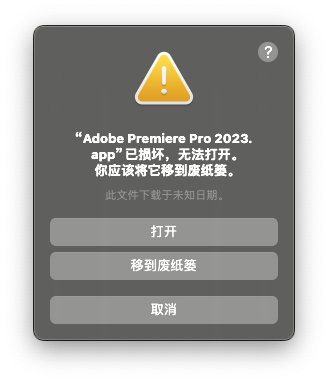 ?
“Adobe Premiere Pro 2023.
app”已损坏，无法打开。
你应该将它移到废纸篓。
此文件下载于未知日期。
打开
移到废纸篓
取消